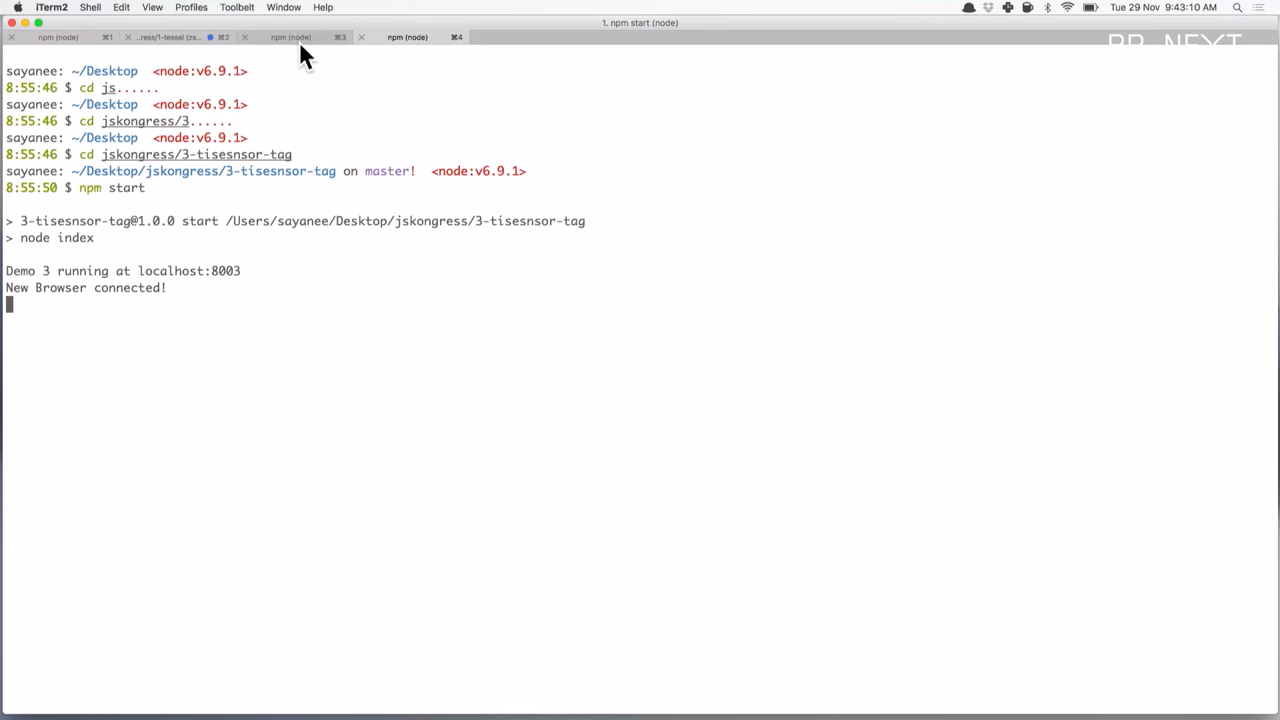 iTerm2 Shell Edit View Profiles Toolbelt Window Help Tue 29 Nov 9:43:10 AM
1. npm start (node)
npm (node) ⌘1 ..ress/1-tessel (zs... ⌘2 npm (node) ⌘3 npm (node) ⌘4
sayanee: ~/Desktop <node:v6.9.1>
8:55:46 $ cd js......
sayanee: ~/Desktop <node:v6.9.1>
8:55:46 $ cd jskongress/3......
sayanee: ~/Desktop <node:v6.9.1>
8:55:46 $ cd jskongress/3-tisesnsor-tag
sayanee: ~/Desktop/jskongress/3-tisesnsor-tag on master! <node:v6.9.1>
8:55:50 $ npm start
> 3-tisesnsor-tag@1.0.0 start /Users/sayanee/Desktop/jskongress/3-tisesnsor-tag
> node index
Demo 3 running at localhost:8003
New Browser connected!